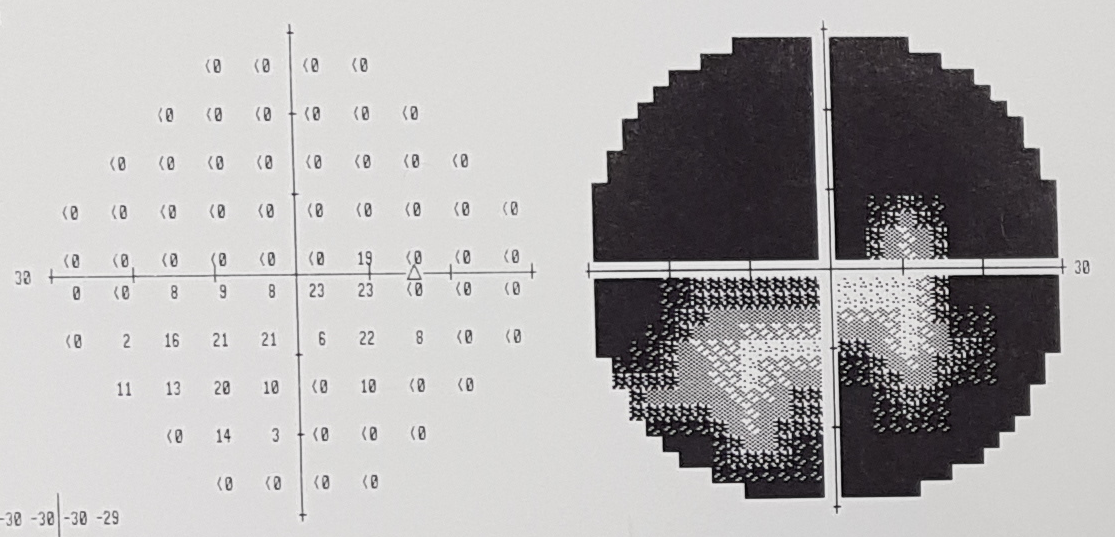 <0 <0 <0 <0
<0 <0 <0 <0 <0 <0
<0 <0 <0 <0 <0 <0 <0 <0
<0 <0 <0 <0 <0 <0 <0 <0 <0 <0
<0 <0 <0 <0 <0 <0 19 <0 <0 <0
30 30
0 <0 8 9 8 23 23 <0 <0 <0
<0 2 16 21 21 6 22 8 <0 <0
11 13 20 10 <0 10 <0 <0
<0 14 3 <0 <0 <0
<0 <0 <0 <0
-30 -30 -30 -29